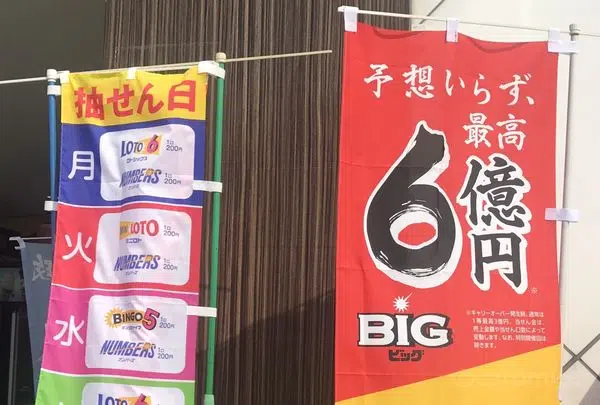 抽せん日
月
LOTO6
ロトシックス
1口
200円
NUMBERS
ナンバーズ
1口
200円
火
LOTO
ミニロト
1口
200円
NUMBERS
ナンバーズ
1口
200円
水
BINGO5
ビンゴファイブ
1口
200円
NUMBERS
ナンバーズ
1口
200円
LOTO6
予想いらず、
最高
6億円※
BIG
ビッグ
※キャリーオーバー発生時。通常は
1等最高3億円。当せん金は、
売上金額や当せん口数によって
変動します。なお、特別開催回は
除きます。